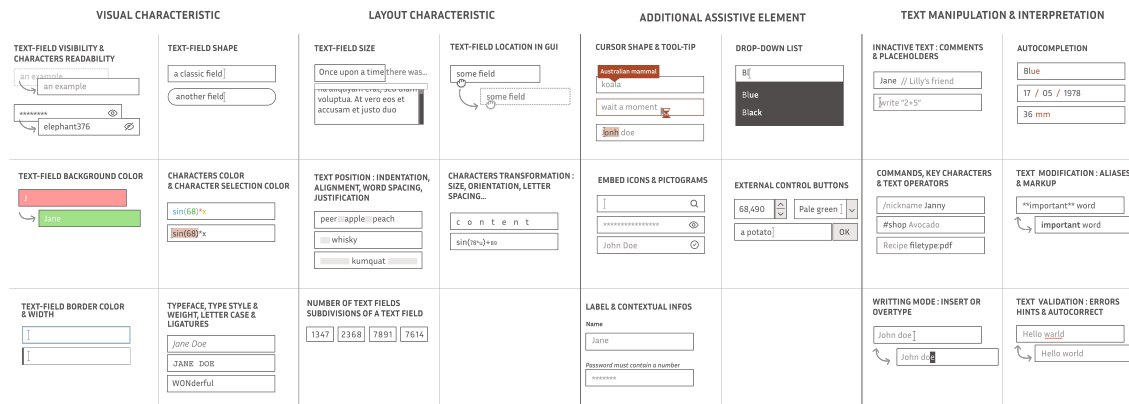 VISUAL CHARACTERISTIC
LAYOUT CHARACTERISTIC
ADDITIONAL ASSISTIVE ELEMENT
TEXT MANIPULATION & INTERPRETATION
TEXT-FIELD VISIBILITY &
CHARACTERS READABILITY
an example
an example
********
elephant376
TEXT-FIELD SHAPE
a classic field
another field
TEXT-FIELD SIZE
Once upon a time there was...
voluptua. At vero eos et
accusam et justo duo
TEXT-FIELD LOCATION IN GUI
some field
some field
CURSOR SHAPE & TOOL-TIP
Australian mammal
koala
wait a moment
jonh doe
DROP-DOWN LIST
Bl
Blue
Black
INNACTIVE TEXT : COMMENTS
& PLACEHOLDERS
Jane // Lilly's friend
write "2+5"
AUTOCOMPLETION
Blue
17 / 05 / 1978
36 mm
TEXT-FIELD BACKGROUND COLOR
J
Jane
CHARACTERS COLOR
& CHARACTER SELECTION COLOR
sin(68)*x
sin(68)*x
TEXT POSITION : INDENTATION,
ALIGNMENT, WORD SPACING,
JUSTIFICATION
peer apple peach
whisky
kumquat
CHARACTERS TRANSFORMATION :
SIZE, ORIENTATION, LETTER
SPACING...
c o n t e n t
EMBED ICONS & PICTOGRAMS
****************
John Doe
EXTERNAL CONTROL BUTTONS
68,490
Pale green
a potato
OK
COMMANDS, KEY CHARACTERS
& TEXT OPERATORS
/nickname Janny
#shop Avocado
Recipe filetype:pdf
TEXT MODIFICATION : ALIASES
& MARKUP
**important** word
important word
TEXT-FIELD BORDER COLOR
& WIDTH
TYPEFACE, TYPE STYLE &
WEIGHT, LETTER CASE &
LIGATURES
Jane Doe
JANE DOE
WONderful
NUMBER OF TEXT FIELDS
SUBDIVISIONS OF A TEXT FIELD
1347 2368 7891 7614
LABEL & CONTEXTUAL INFOS
Name
Jane
Password must contain a number
*******
WRITTING MODE : INSERT OR
OVERTYPE
John doe
John doe
TEXT VALIDATION : ERRORS
HINTS & AUTOCORRECT
Hello warld
Hello world